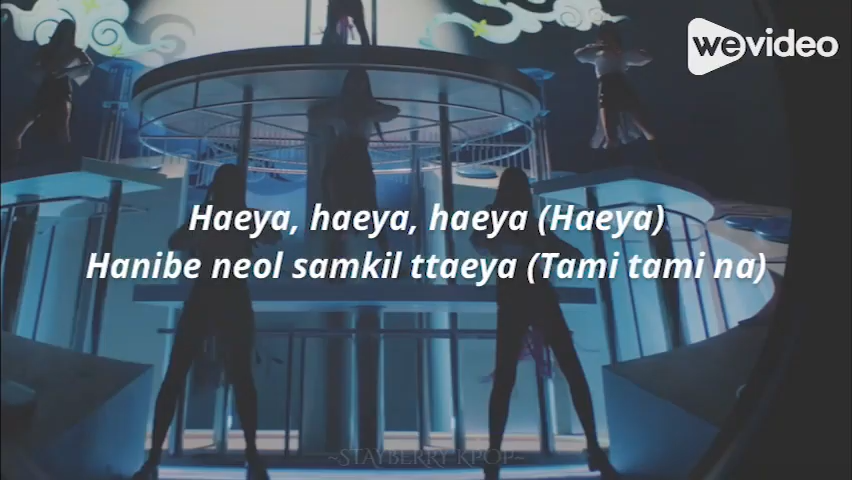 wevideo
Haeya, haeya, haeya (Haeya)
Hanibe neol samkil ttaeya (Tami tami na)
~STAYBERRY KPOP~